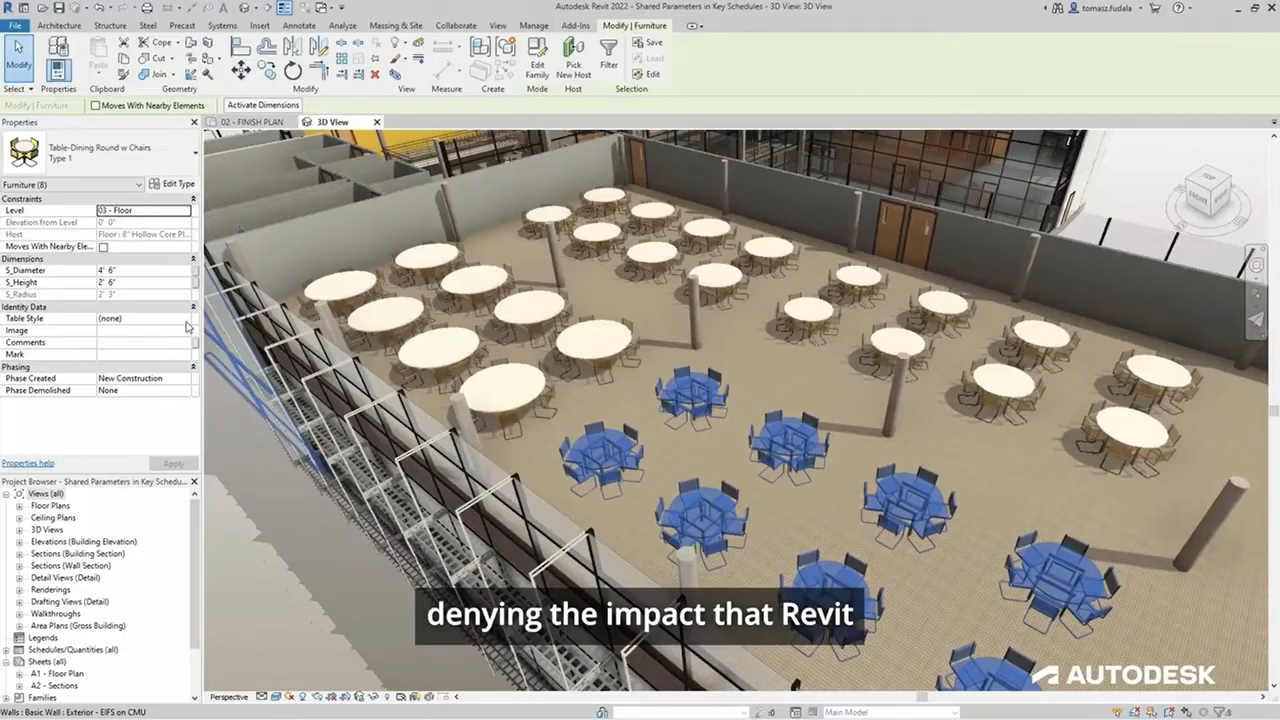 Autodesk Revit 2022 - Shared Parameters in Key Schedules - 3D View: 3D View
tomasz.fudala
File Architecture Structure Steel Precast Systems Insert Annotate Analyze Massing & Site Collaborate View Manage Add-Ins Modify | Furniture
Modify
Paste
Cope
Cut
Join
Edit Family
Pick New Host
Filter
Save
Load
Edit
Select Properties Clipboard Geometry Modify View Measure Create Mode Host Selection
Modify | Furniture Moves With Nearby Elements Activate Dimensions
Properties
02 - FINISH PLAN 3D View
Table-Dining Round w Chairs
Type 1
Furniture (8) Edit Type
Constraints
Level 03 - Floor
Elevation from Level 0' 0"
Host Floor : 8" Hollow Core Pl...
Moves With Nearby Ele...
Dimensions
S_Diameter 4' 6"
S_Height 2' 6"
S_Radius 2' 3"
Identity Data
Table Style (none)
Image
Comments
Mark
Phasing
Phase Created New Construction
Phase Demolished None
Properties help Apply
Project Browser - Shared Parameters in Key Schedules
Views (all)
Floor Plans
Ceiling Plans
3D Views
Elevations (Building Elevation)
Sections (Building Section)
Sections (Wall Section)
Detail Views (Detail)
Renderings
Drafting Views (Detail)
Walkthroughs
Area Plans (Gross Building)
Legends
Schedules/Quantities (all)
Sheets (all)
A1 - Floor Plan
A2 - Sections
Families
TOP
FRONT
denying the impact that Revit
AUTODESK
Perspective
Walls : Basic Wall : Exterior - EIFS on CMU
:0
Main Model
:8